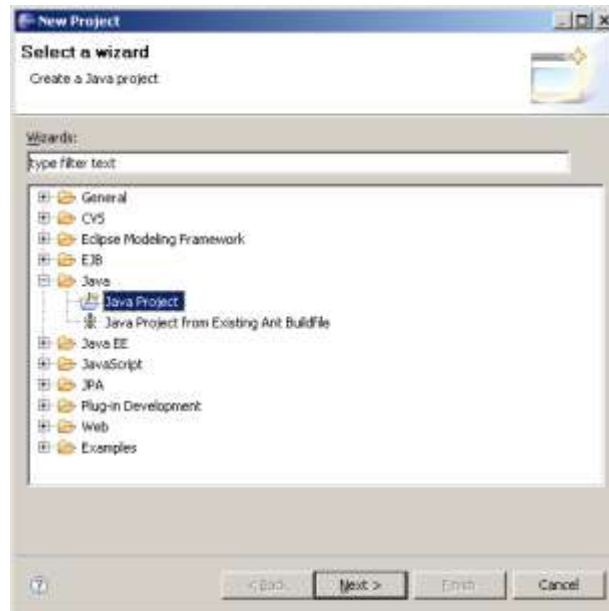 New Project
Select a wizard
Create a Java project
Wizards:
type filter text
General
CVS
Eclipse Modeling Framework
EJB
Java
Java Project
Java Project from Existing Ant Buildfile
Java EE
JavaScript
JPA
Plug-in Development
Web
Examples
< Back Next > Finish Cancel